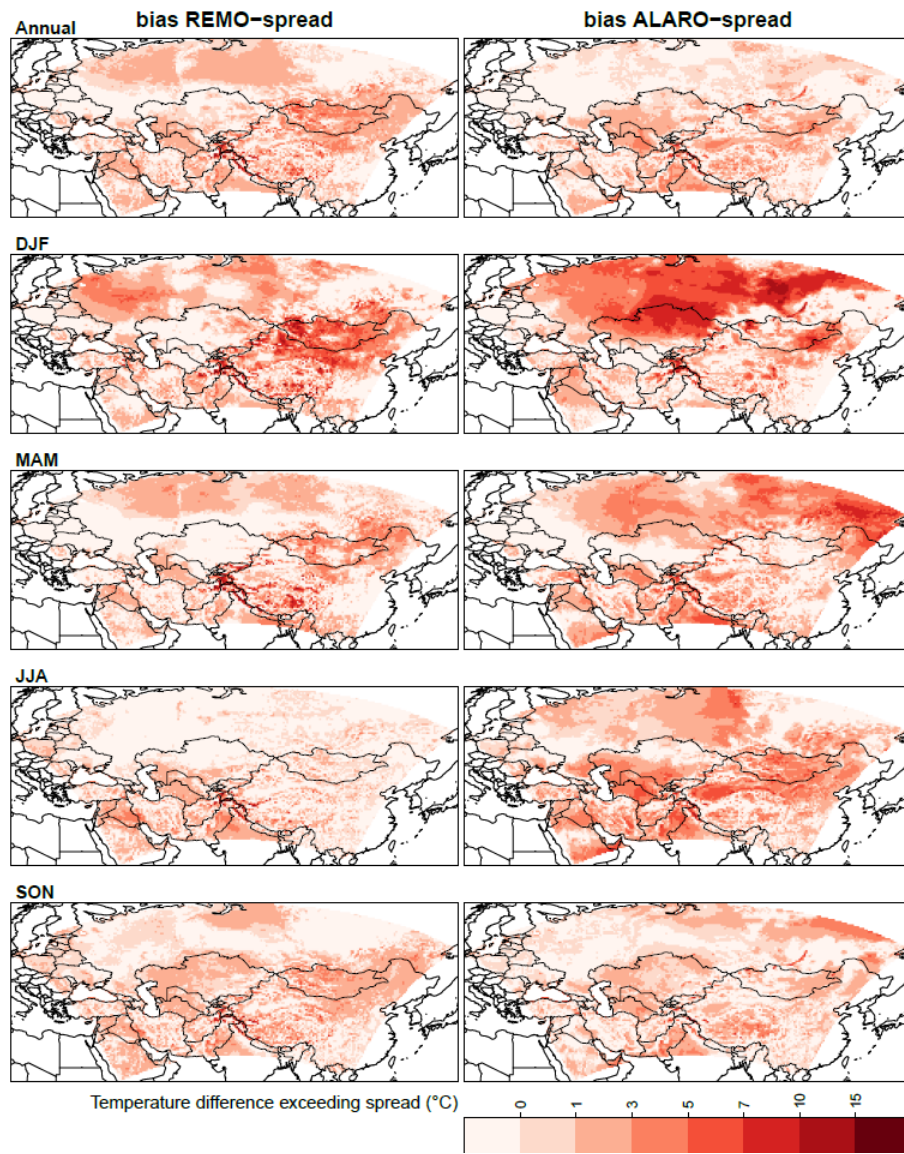 bias REMO−spread
bias ALARO−spread
Annual
DJF
MAM
JJA
SON
Temperature difference exceeding spread (°C)
0
1
3
5
7
10
15